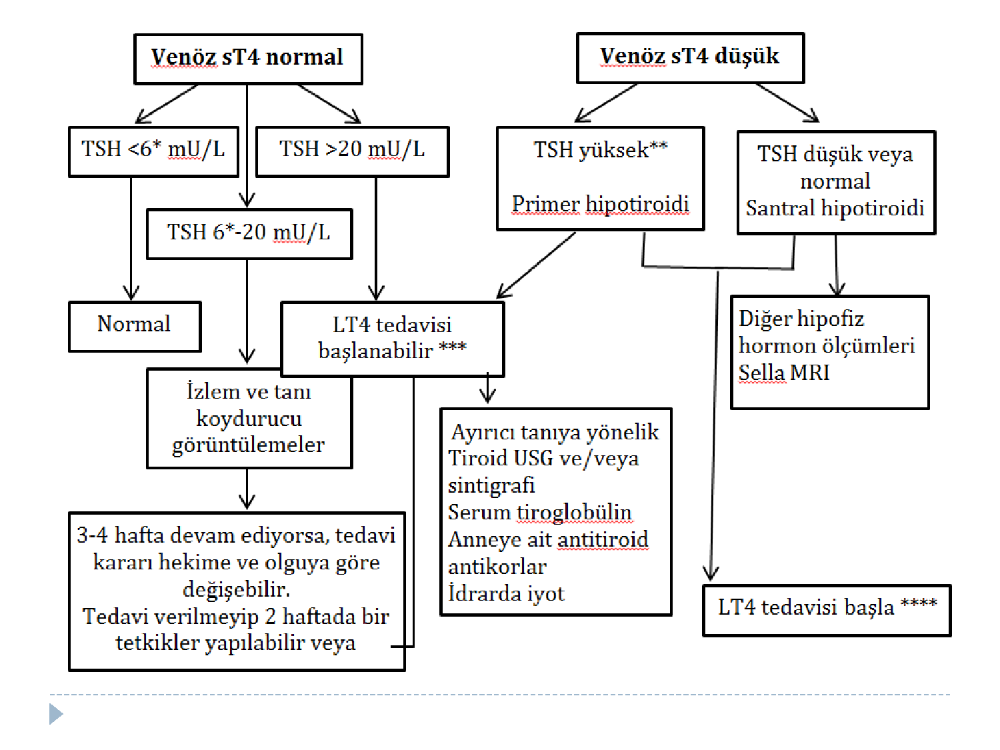 Venöz sT4 normal
Venöz sT4 düşük
TSH <6* mU/L
TSH >20 mU/L
TSH yüksek**
Primer hipotiroidi
TSH düşük veya
normal
Santral hipotiroidi
TSH 6*-20 mU/L
Normal
LT4 tedavisi
başlanabilir ***
Diğer hipofiz
hormon ölçümleri
Sella MRI
İzlem ve tanı
koydurucu
görüntülemeler
Ayırıcı tanıya yönelik
Tiroid USG ve/veya
sintigrafi
Serum tiroglobülin
Anneye ait antitiroid
antikorlar
İdrarda iyot
3-4 hafta devam ediyorsa, tedavi
kararı hekime ve olguya göre
değişebilir.
Tedavi verilmeyip 2 haftada bir
tetkikler yapılabilir veya
LT4 tedavisi başla ****